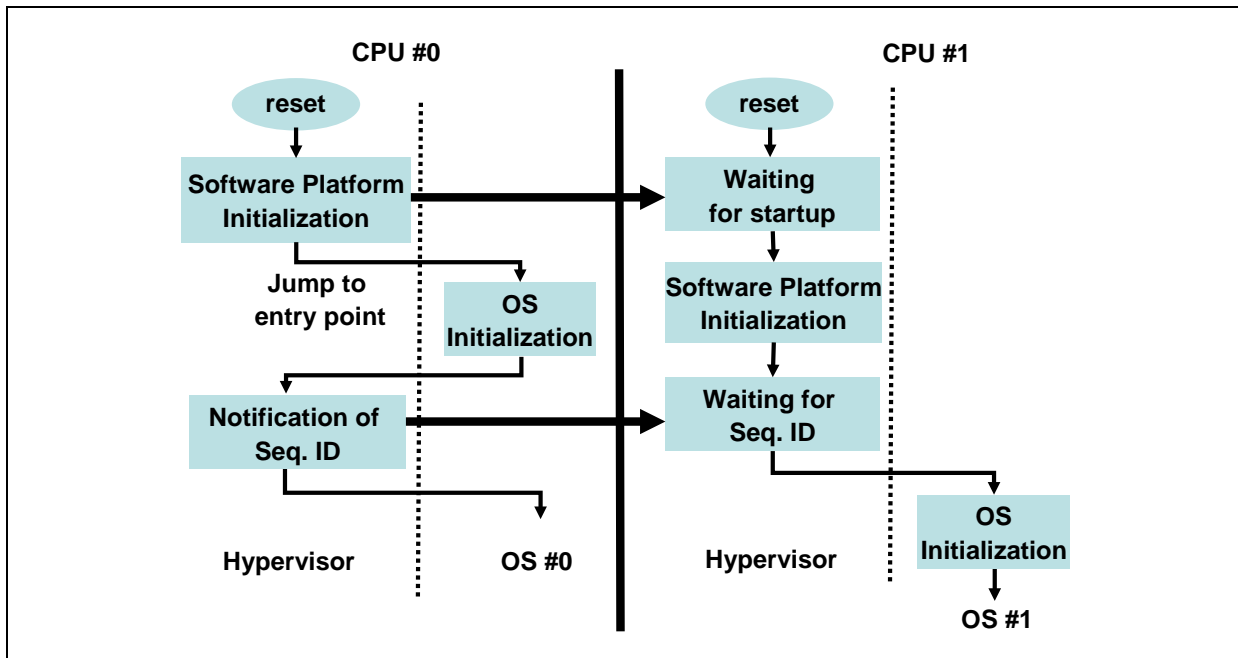 CPU #0
reset
Software Platform
Initialization
Jump to
entry point
OS
Initialization
Notification of
Seq. ID
Hypervisor
OS #0
CPU #1
reset
Waiting
for startup
Software Platform
Initialization
Waiting for
Seq. ID
OS
Initialization
Hypervisor
OS #1